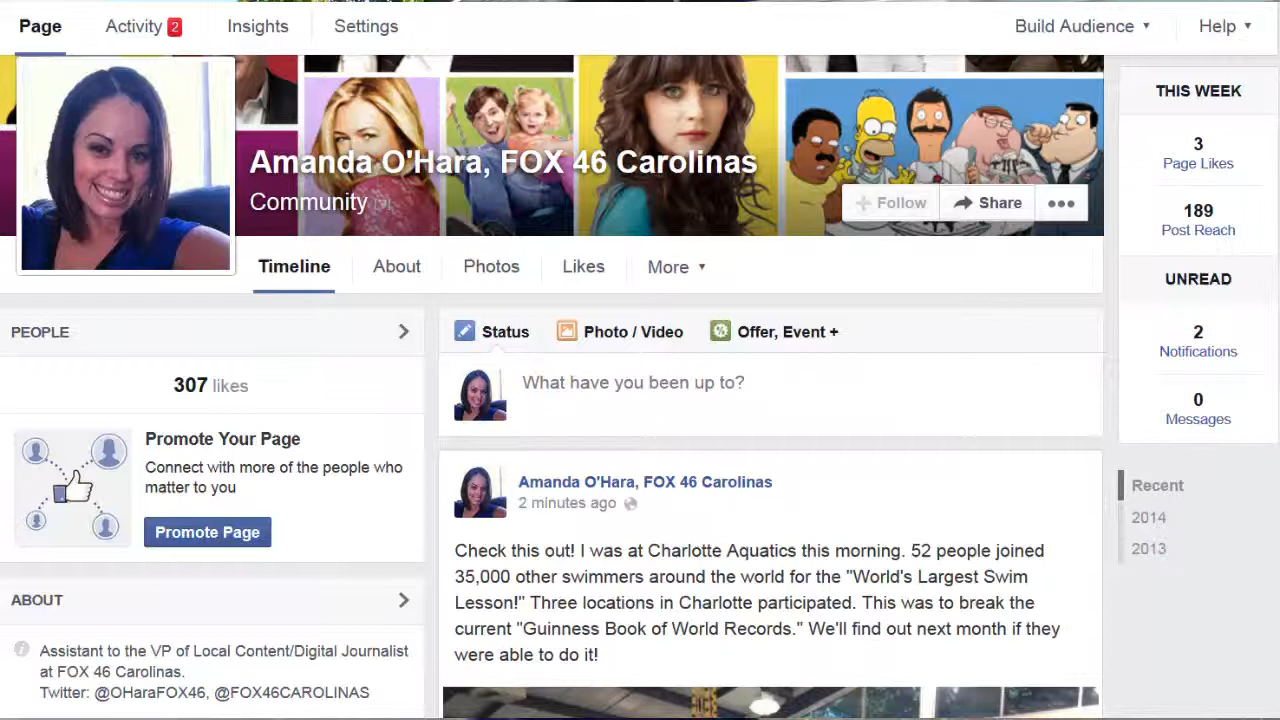 Page Activity 2 Insights Settings Build Audience Help
Amanda O'Hara, FOX 46 Carolinas
Community
Follow Share
Timeline About Photos Likes More
THIS WEEK
3
Page Likes
189
Post Reach
UNREAD
2
Notifications
0
Messages
Recent
2014
2013
PEOPLE
307 likes
Promote Your Page
Connect with more of the people who
matter to you
Promote Page
ABOUT
Assistant to the VP of Local Content/Digital Journalist
at FOX 46 Carolinas.
Twitter: @OHaraFOX46, @FOX46CAROLINAS
Status Photo / Video Offer, Event +
What have you been up to?
Amanda O'Hara, FOX 46 Carolinas
2 minutes ago
Check this out! I was at Charlotte Aquatics this morning. 52 people joined
35,000 other swimmers around the world for the "World's Largest Swim
Lesson!" Three locations in Charlotte participated. This was to break the
current "Guinness Book of World Records." We'll find out next month if they
were able to do it!